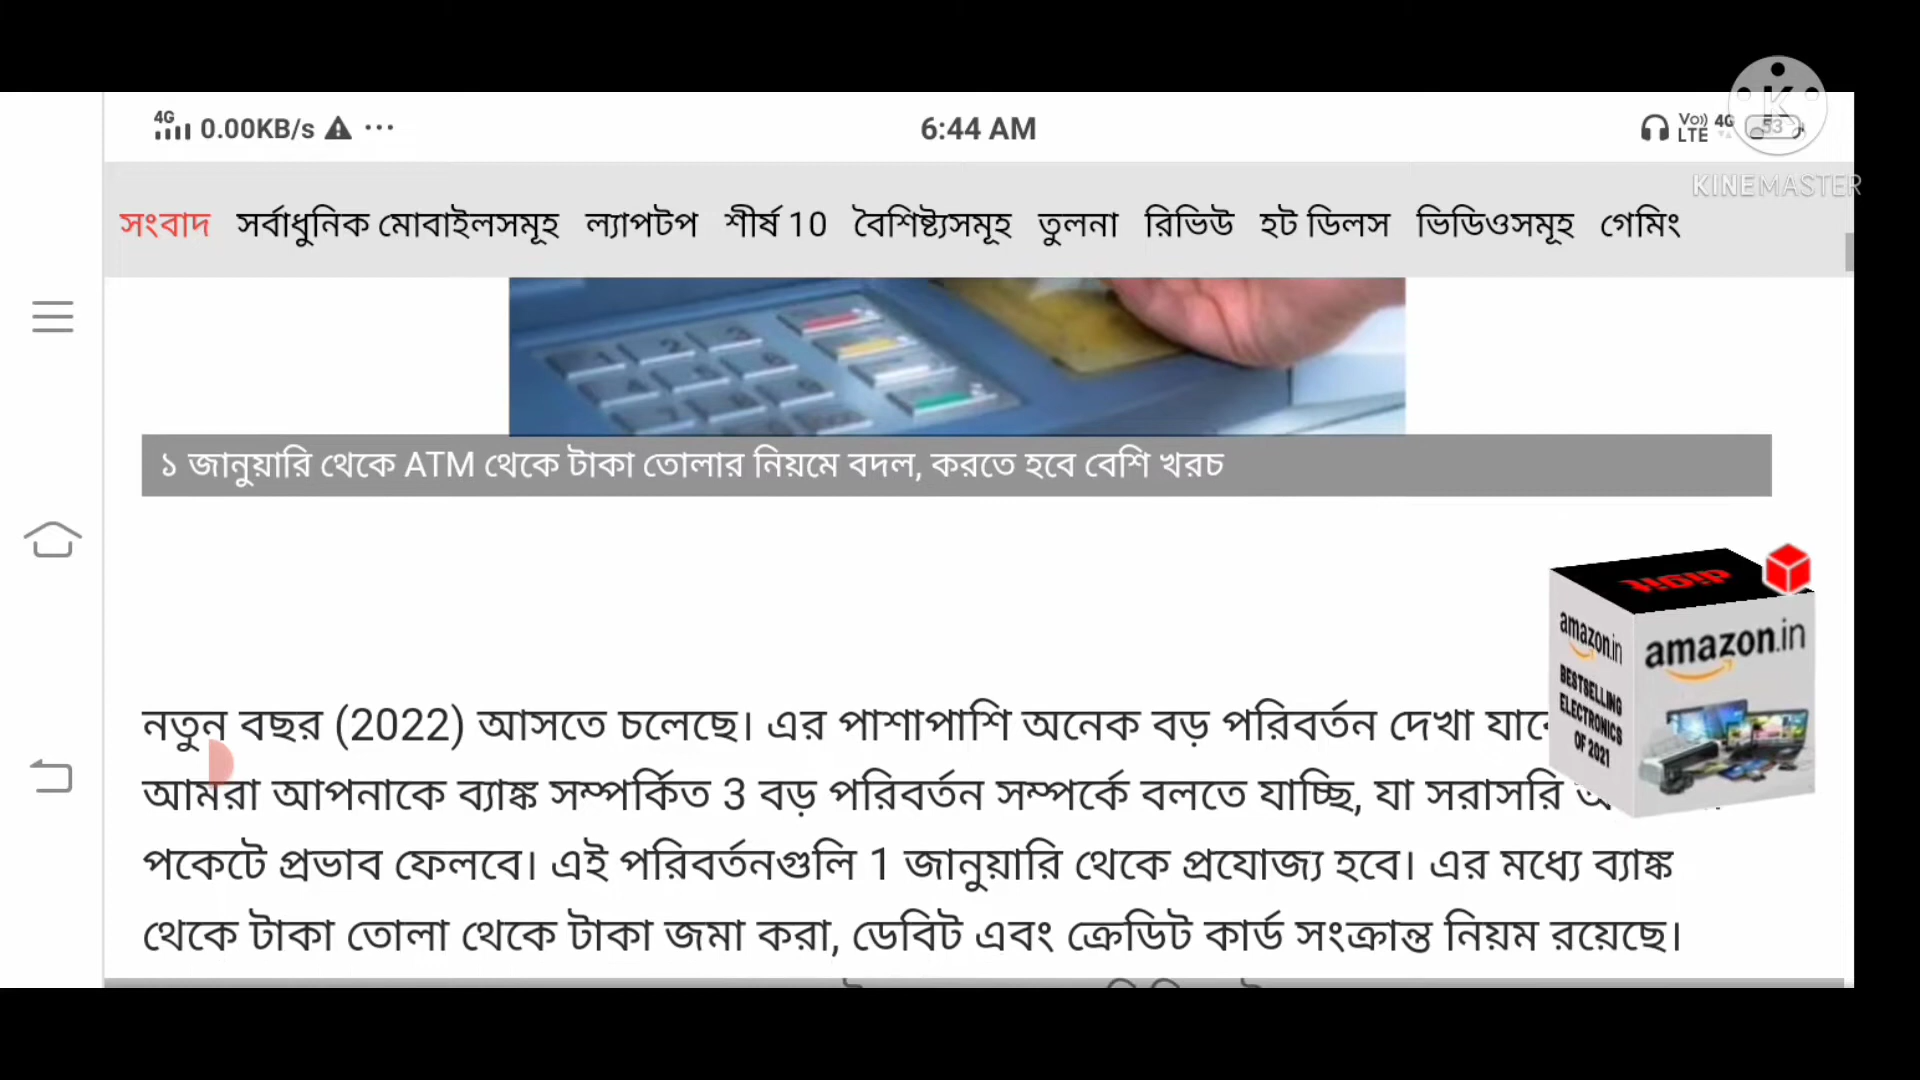 4G 0.00KB/s ... 6:44 AM Vo)) LTE 4G 53
KINEMASTER
সংবাদ সর্বাধুনিক মোবাইলসমূহ ল্যাপটপ শীর্ষ 10 বৈশিষ্ট্যসমূহ তুলনা রিভিউ হট ডিলস ভিডিওসমূহ গেমিং
১ জানুয়ারি থেকে ATM থেকে টাকা তোলার নিয়মে বদল, করতে হবে বেশি খরচ
digit
amazon.in
BESTSELLING
ELECTRONICS
OF 2021
amazon.in
নতুন বছর (2022) আসতে চলেছে। এর পাশাপাশি অনেক বড় পরিবর্তন দেখা
আমরা আপনাকে ব্যাঙ্ক সম্পর্কিত 3 বড় পরিবর্তন সম্পর্কে বলতে যাচ্ছি, যা সরাসরি
পকেটে প্রভাব ফেলবে। এই পরিবর্তনগুলি 1 জানুয়ারি থেকে প্রযোজ্য হবে। এর মধ্যে ব্যাঙ্ক
থেকে টাকা তোলা থেকে টাকা জমা করা, ডেবিট এবং ক্রেডিট কার্ড সংক্রান্ত নিয়ম রয়েছে।